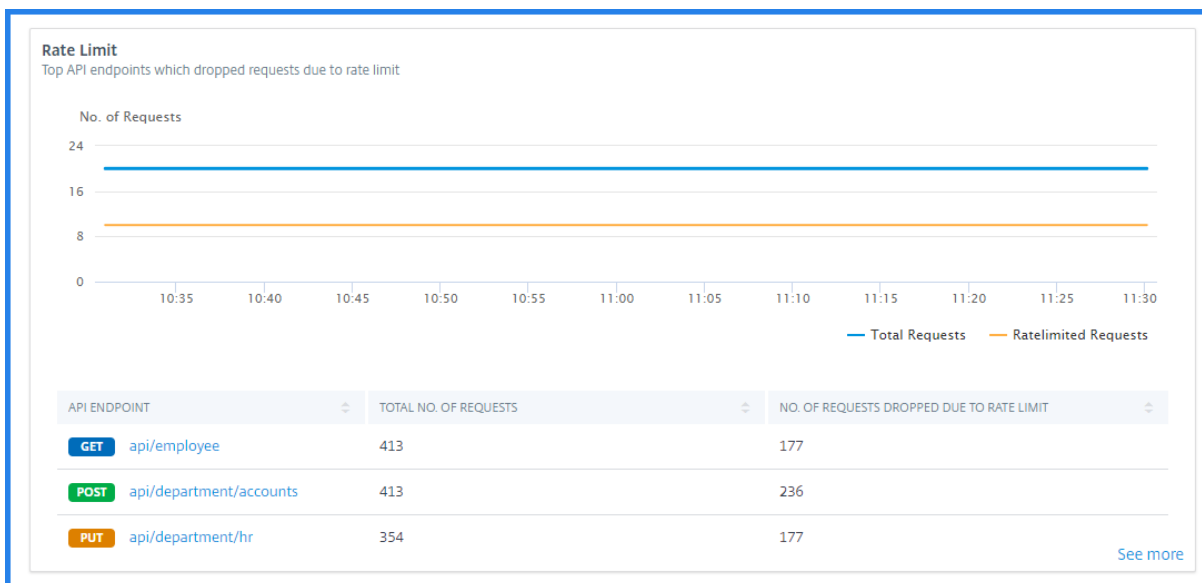 Rate Limit
Top API endpoints which dropped requests due to rate limit
No. of Requests
24
16
8
0
10:35 10:40 10:45 10:50 10:55 11:00 11:05 11:10 11:15 11:20 11:25 11:30
Total Requests Ratelimited Requests
API ENDPOINT TOTAL NO. OF REQUESTS NO. OF REQUESTS DROPPED DUE TO RATE LIMIT
GET api/employee 413 177
POST api/department/accounts 413 236
PUT api/department/hr 354 177
See more